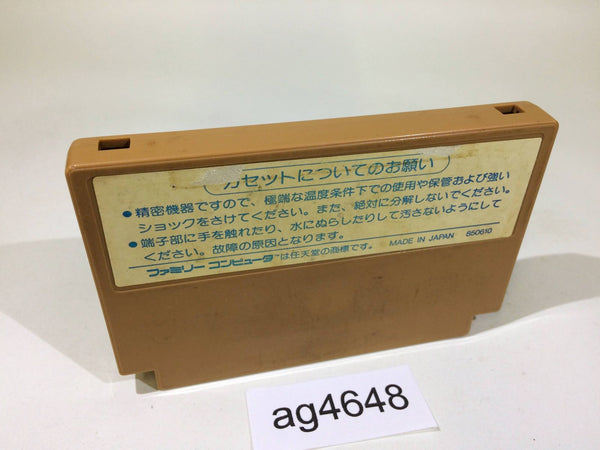 カセットについてのお願い
●精密機器ですので、極端な温度条件下での使用や保管および強い
ショックをさけてください。また、絶対に分解しないでください。
●端子部に手を触れたり、水にぬらしたりして汚さないようにして
ください。故障の原因となります。
ファミリー コンピュータ™は任天堂の商標です。 MADE IN JAPAN 850610
ag4648